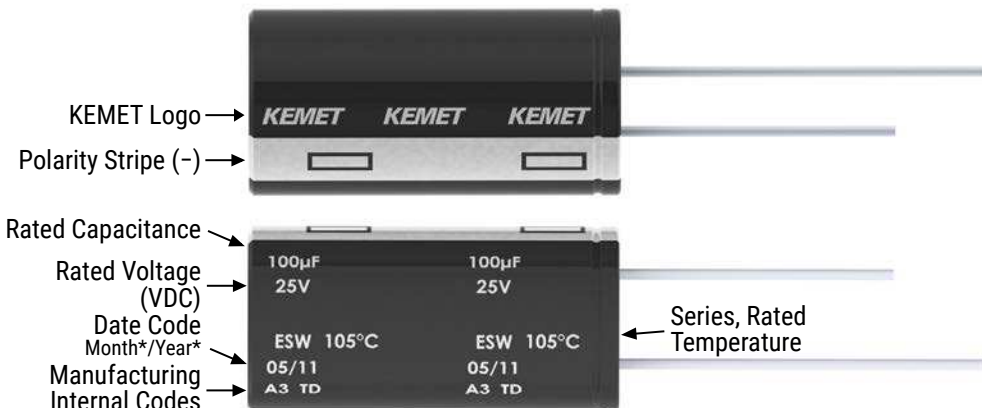 KEMET Logo
KEMET KEMET KEMET
Polarity Stripe (−)
Rated Capacitance
100µF 100µF
Rated Voltage
(VDC)
25V 25V
Date Code
Month*/Year*
ESW 105°C ESW 105°C
05/11 05/11
Manufacturing
Internal Codes
A3 TD A3 TD
Series, Rated
Temperature